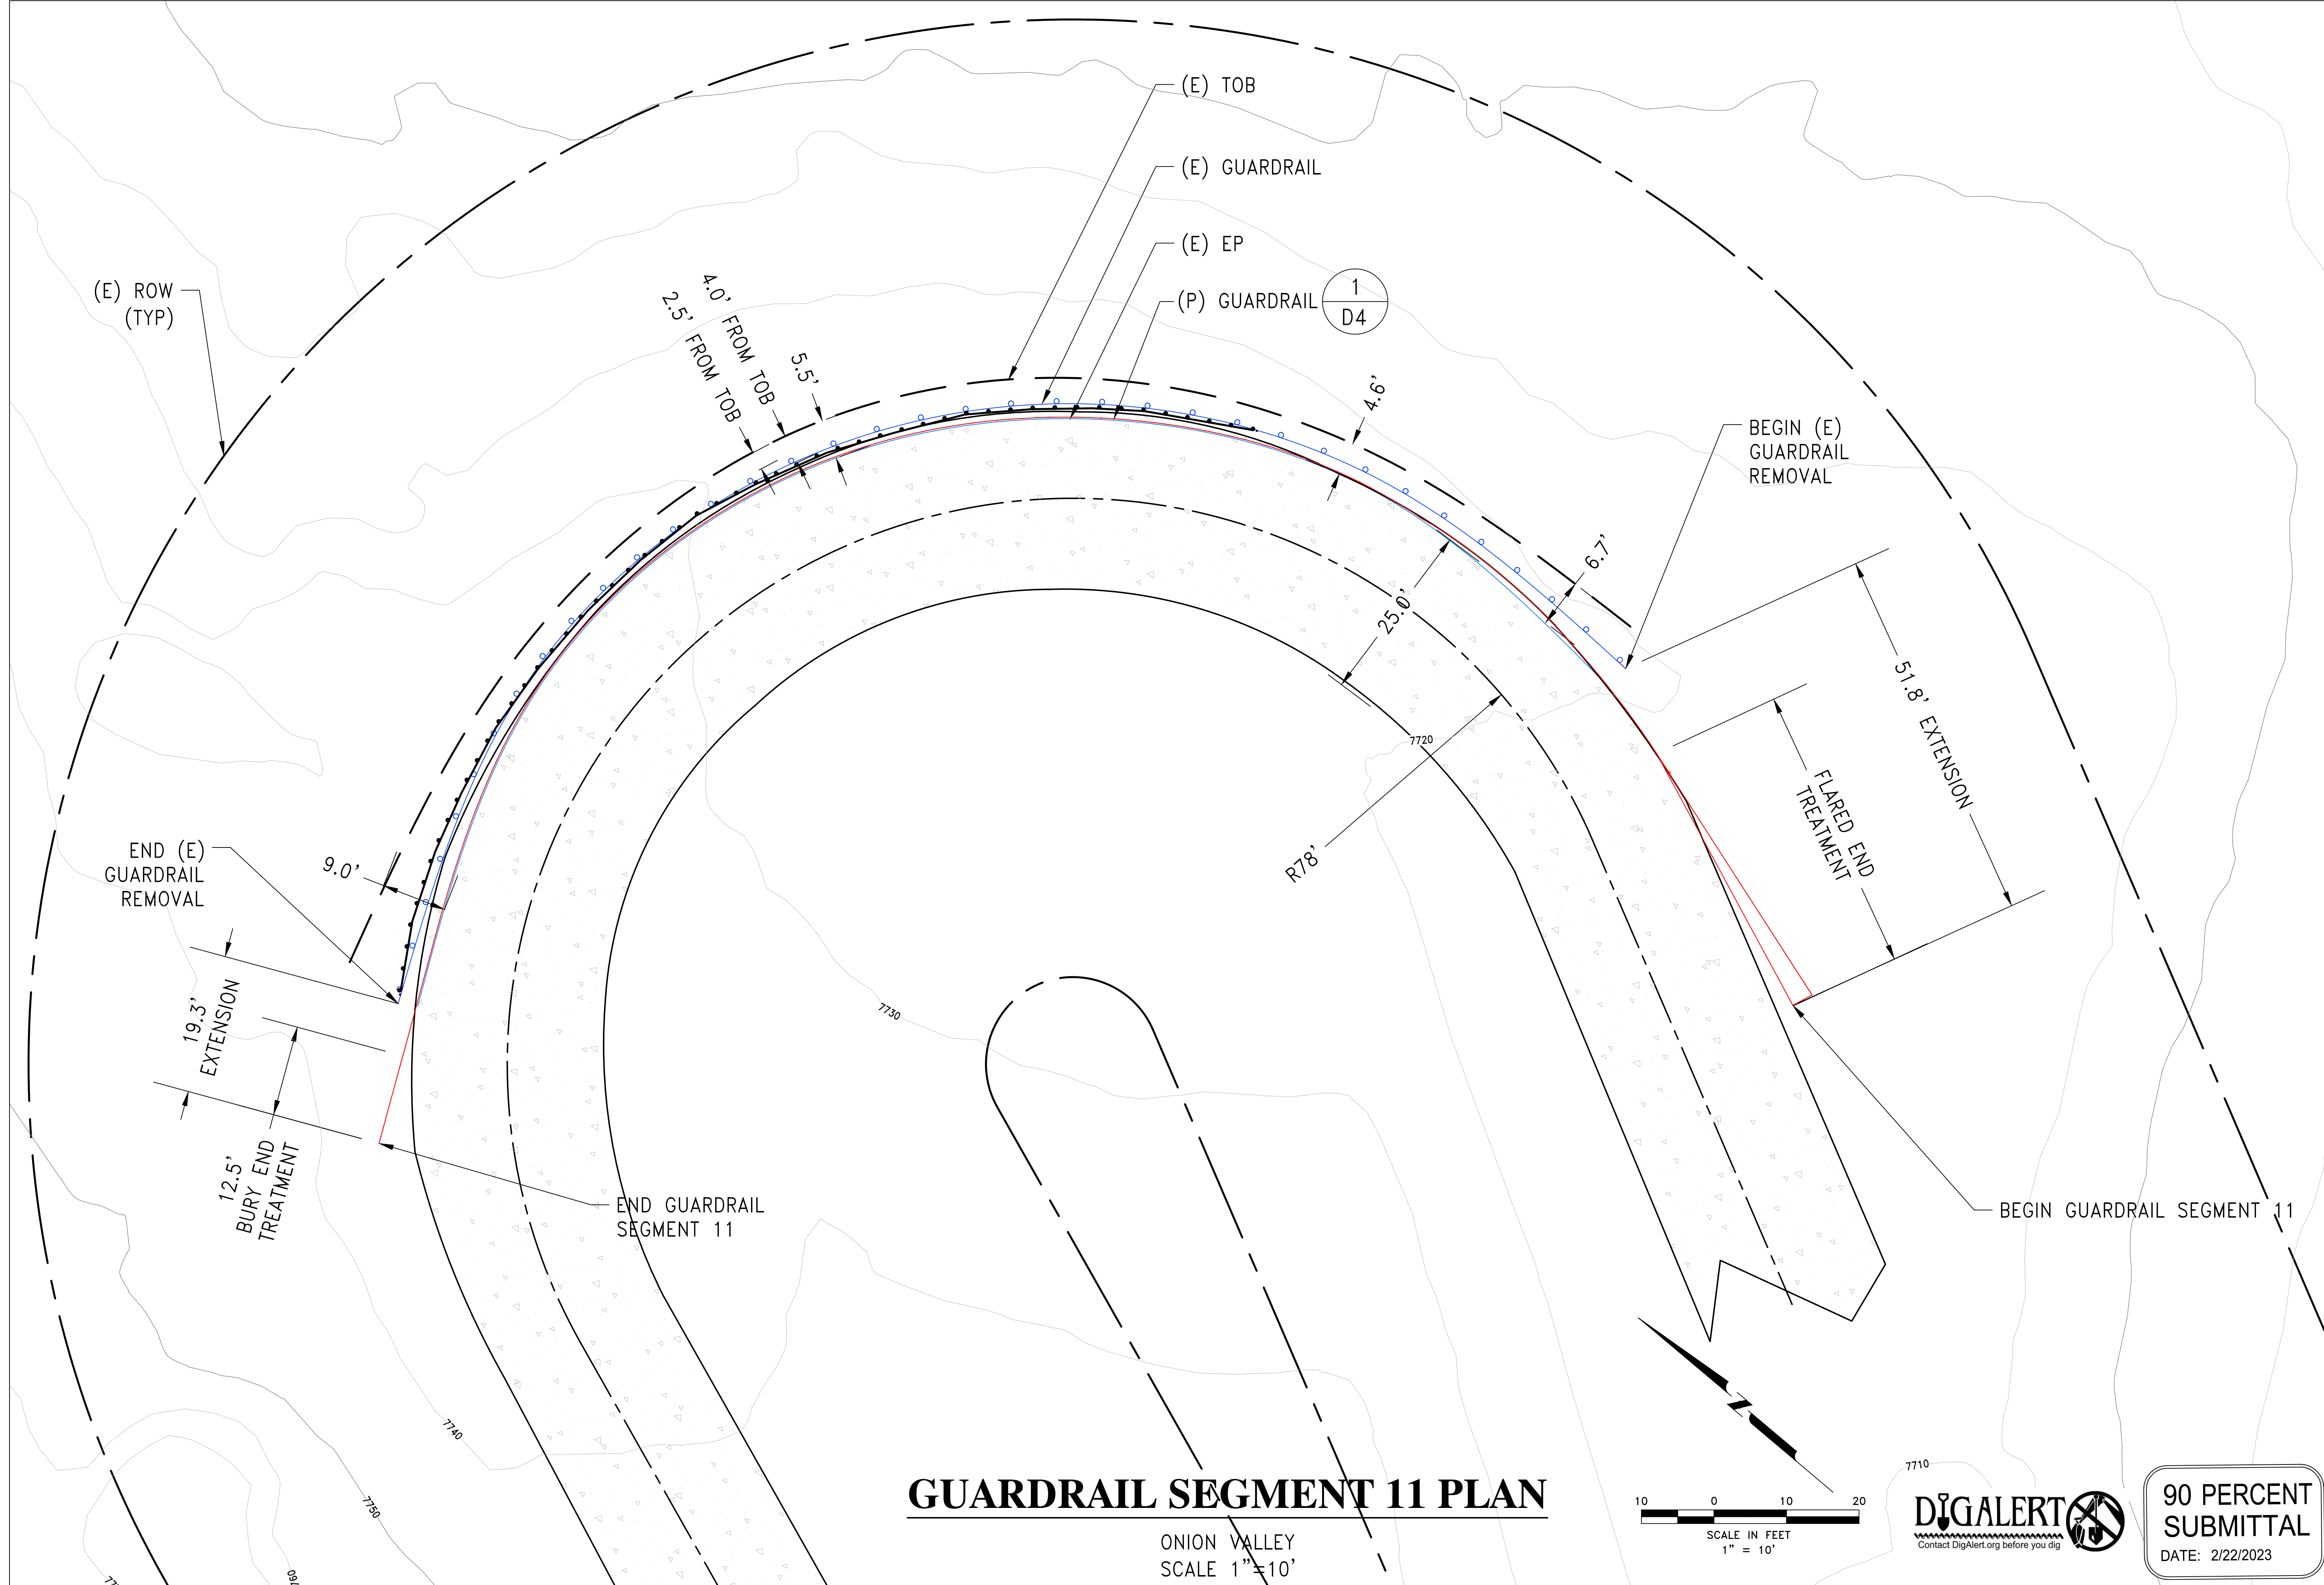 (E) TOB
(E) GUARDRAIL
(E) EP
(P) GUARDRAIL
1
D4
(E) ROW
(TYP)
4.0' FROM TOB
2.5' FROM TOB
5.5'
4.6'
BEGIN (E)
GUARDRAIL
REMOVAL
6.7'
25.0'
51.8' EXTENSION
7720
FLARED END
TREATMENT
R78'
END (E)
GUARDRAIL
REMOVAL
9.0'
19.3'
EXTENSION
7730
12.5'
BURY END
TREATMENT
END GUARDRAIL
SEGMENT 11
BEGIN GUARDRAIL SEGMENT 11
N
7740
7750
7710
GUARDRAIL SEGMENT 11 PLAN
ONION VALLEY
SCALE 1"=10'
10 0 10 20
SCALE IN FEET
1" = 10'
DIGALERT
Contact DigAlert.org before you dig
90 PERCENT
SUBMITTAL
DATE: 2/22/2023